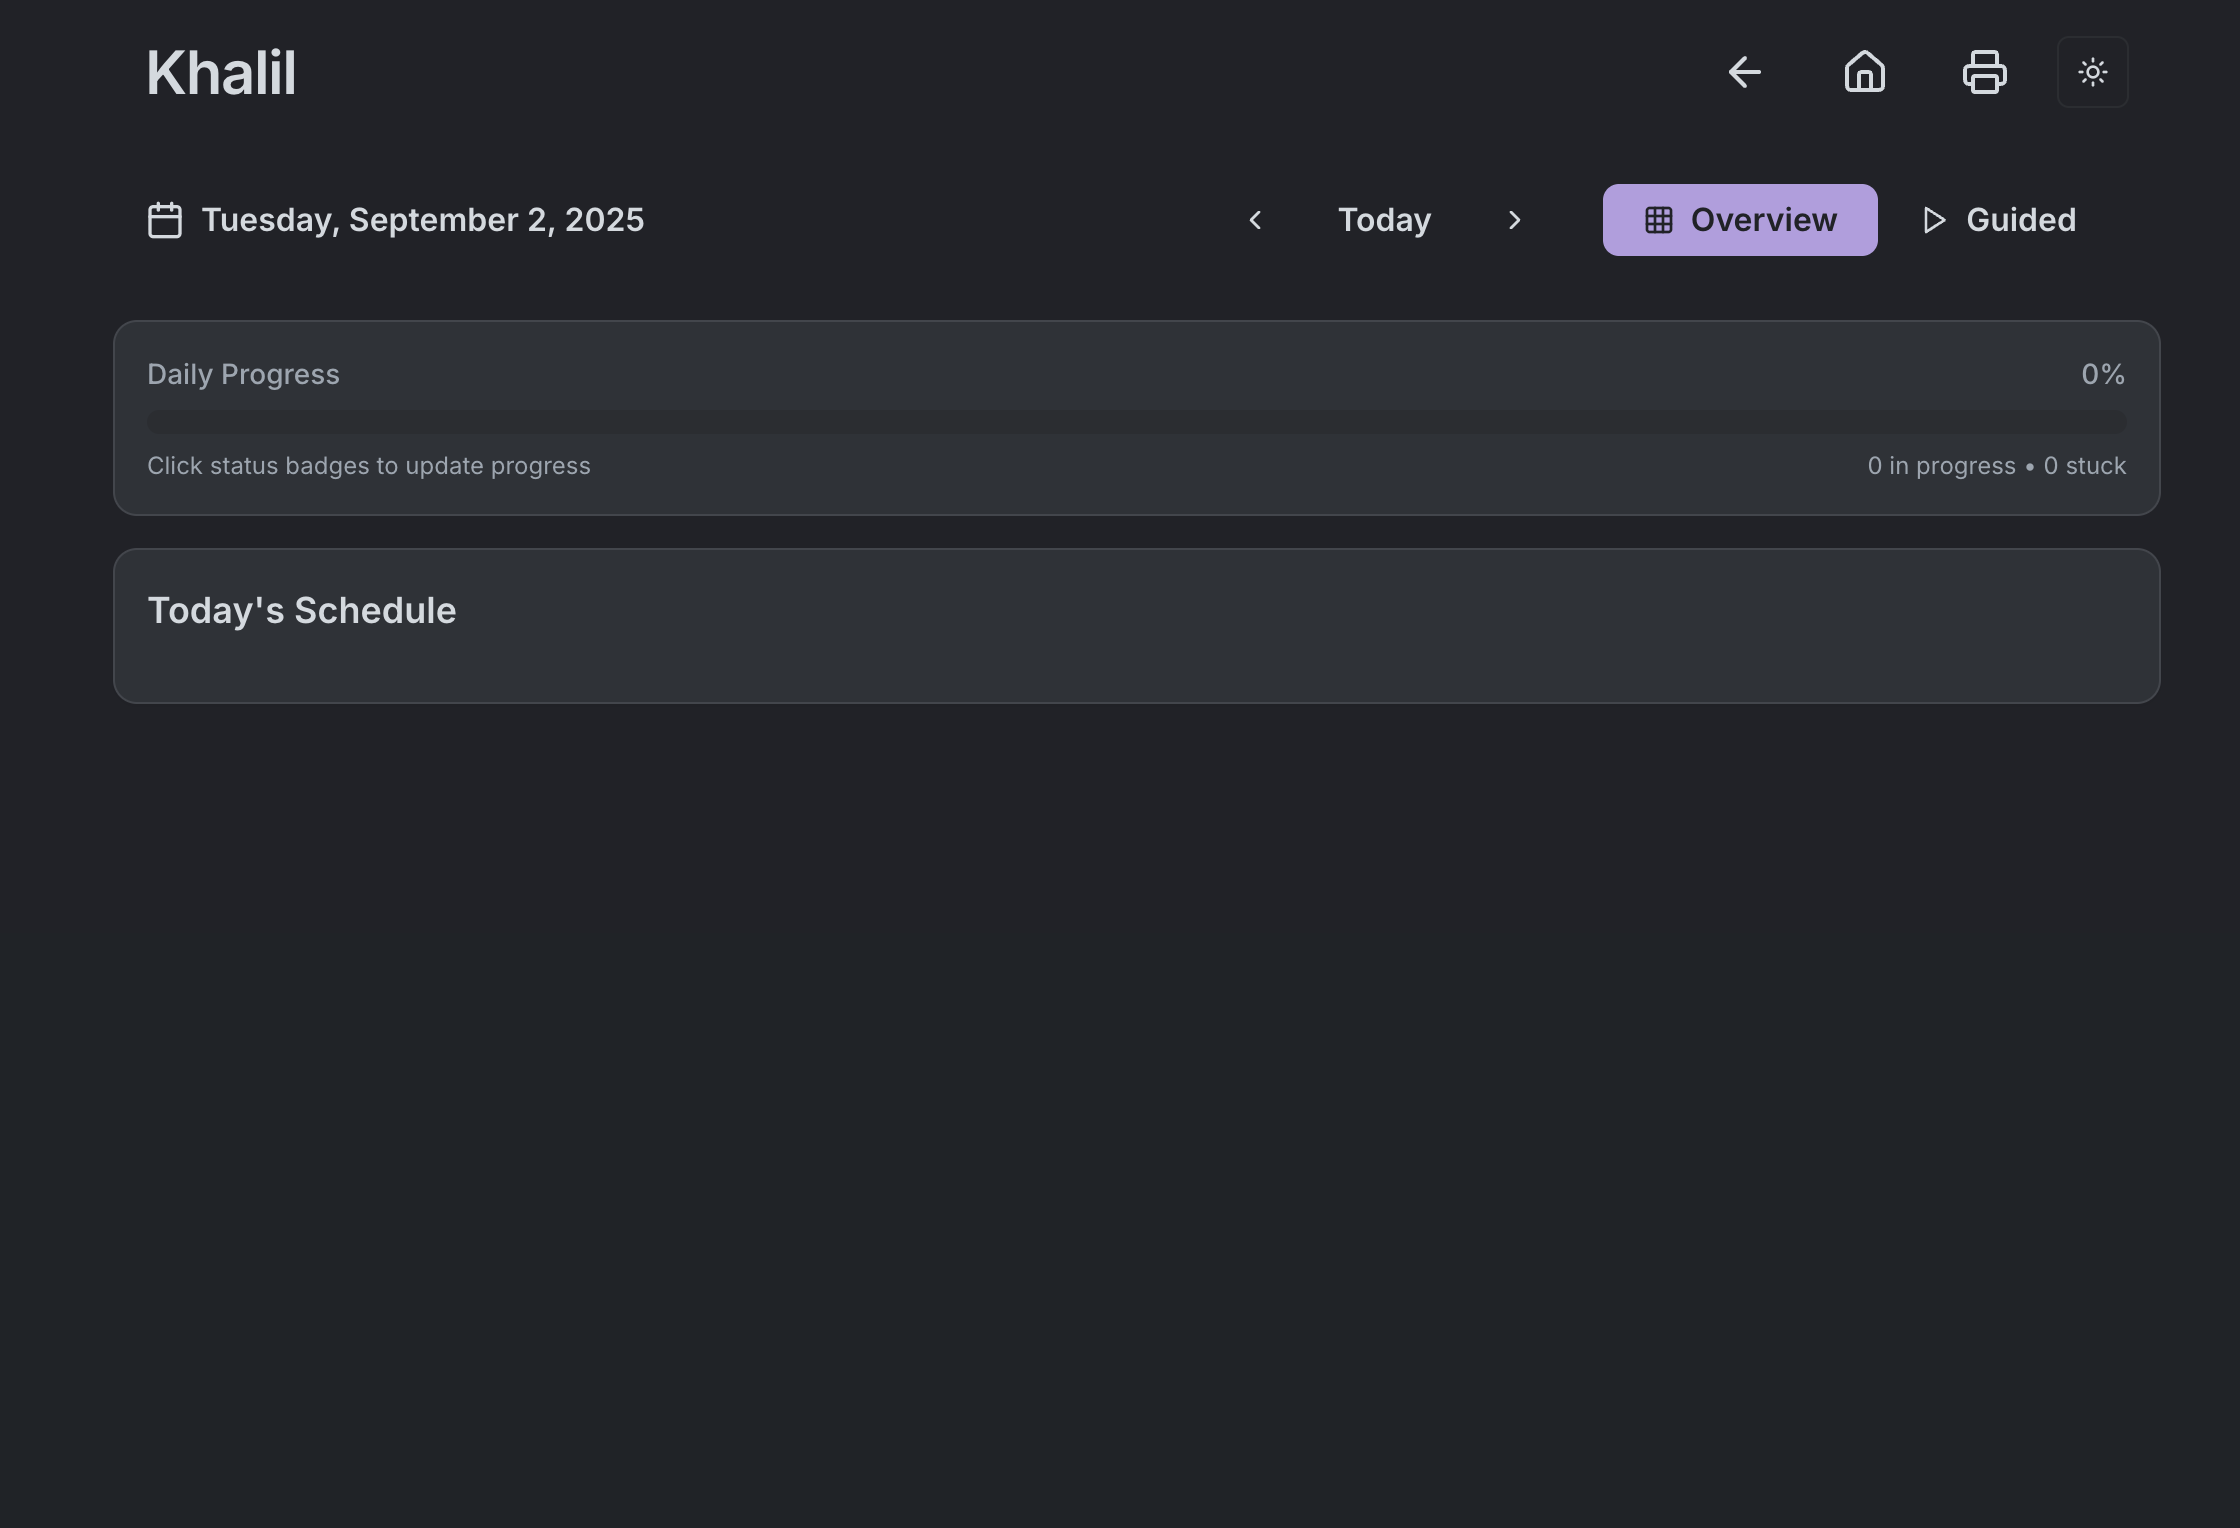 Khalil
Tuesday, September 2, 2025
Today
Overview
Guided
Daily Progress
0%
Click status badges to update progress
0 in progress • 0 stuck
Today's Schedule